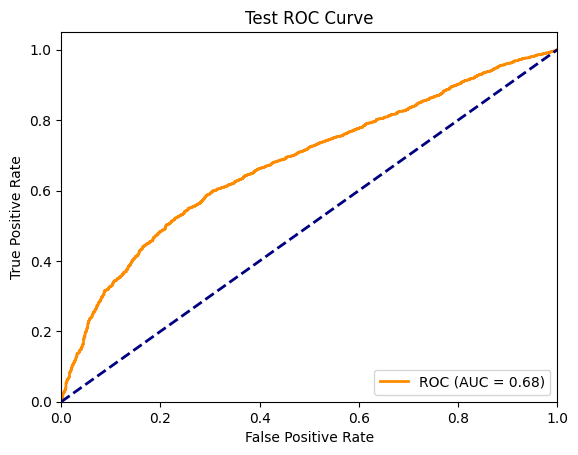 Test ROC Curve
True Positive Rate
1.0
0.8
0.6
0.4
0.2
0.0
ROC (AUC = 0.68)
0.0 0.2 0.4 0.6 0.8 1.0
False Positive Rate